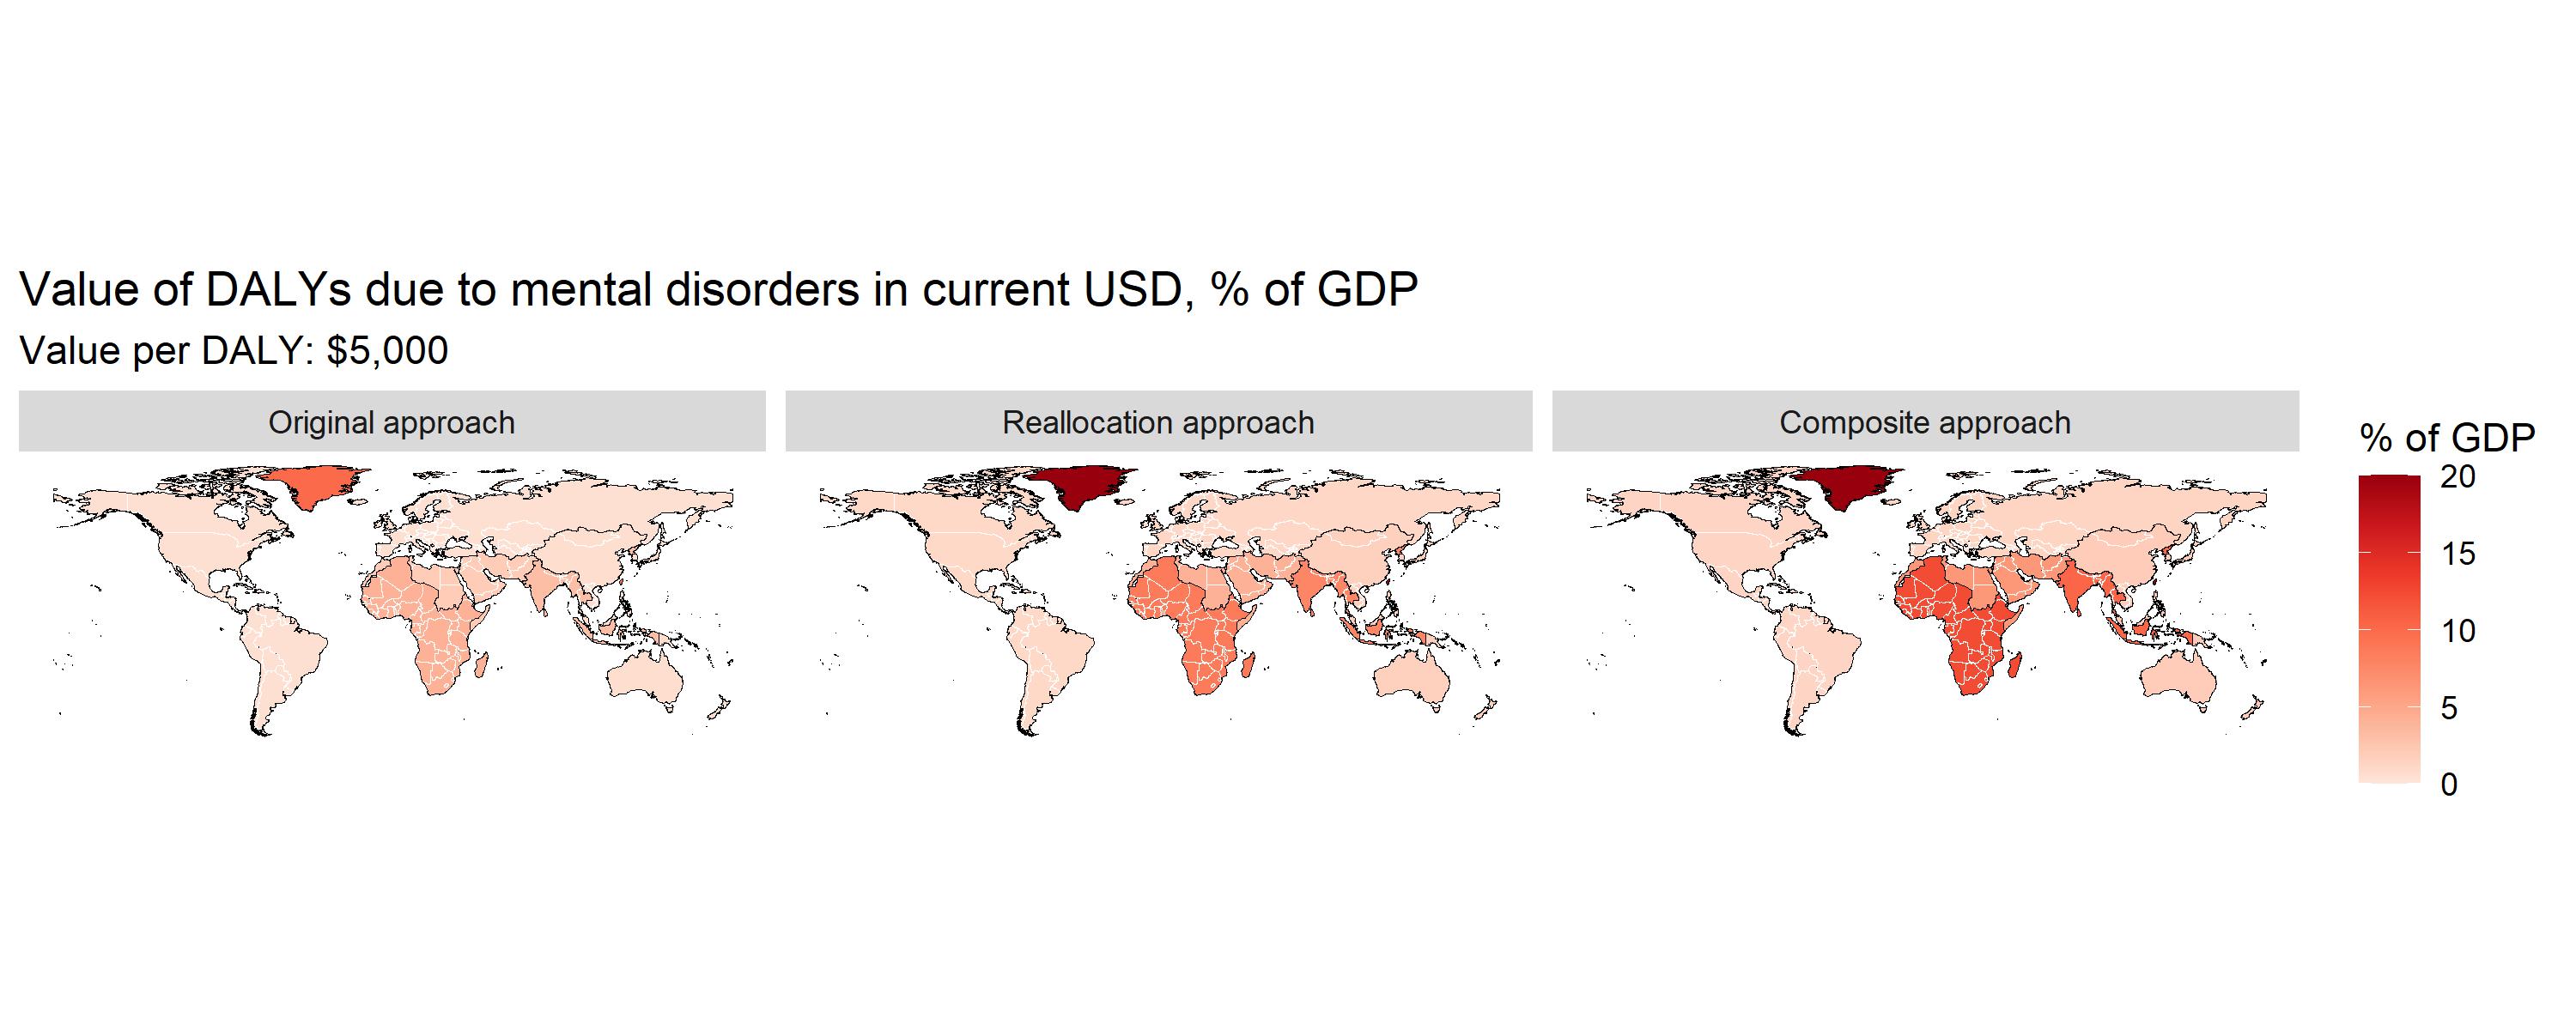 Value of DALYs due to mental disorders in current USD, % of GDP
Value per DALY: $5,000
Original approach
Reallocation approach
Composite approach
% of GDP
20
15
10
5
0